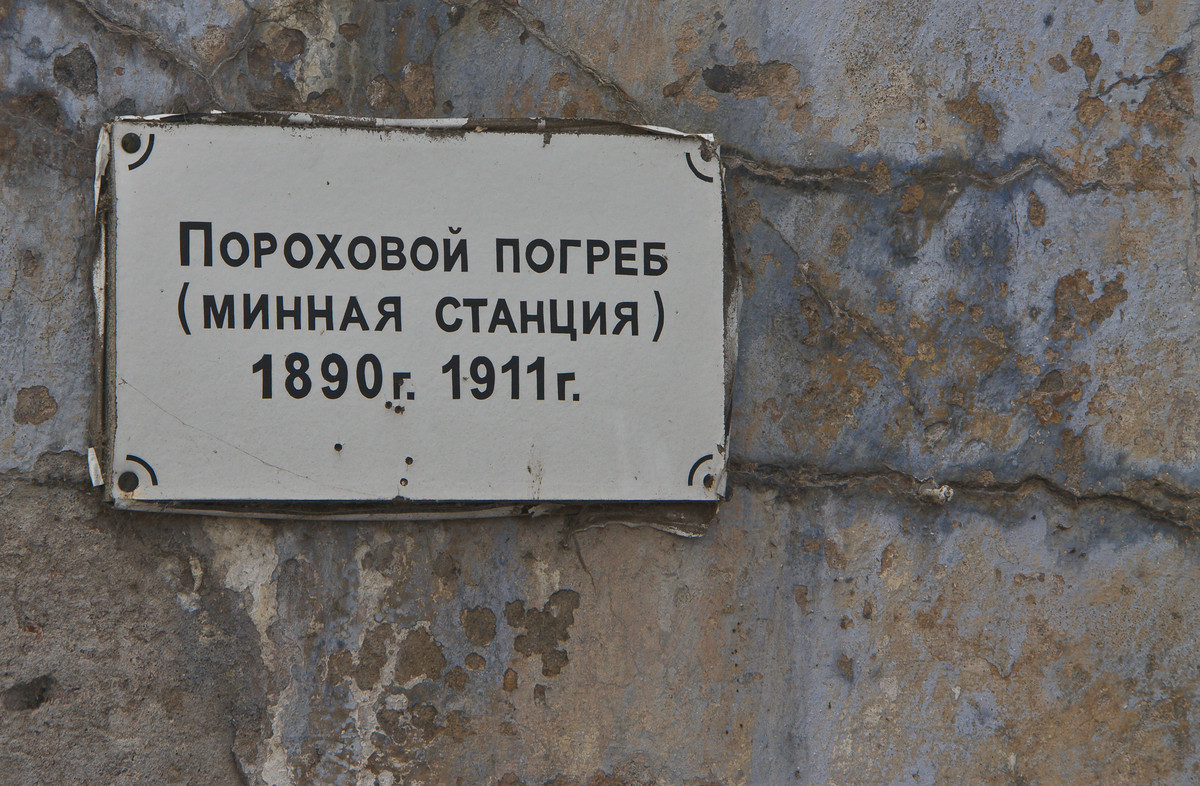 Пороховой погреб
(минная станция)
1890г. 1911г.